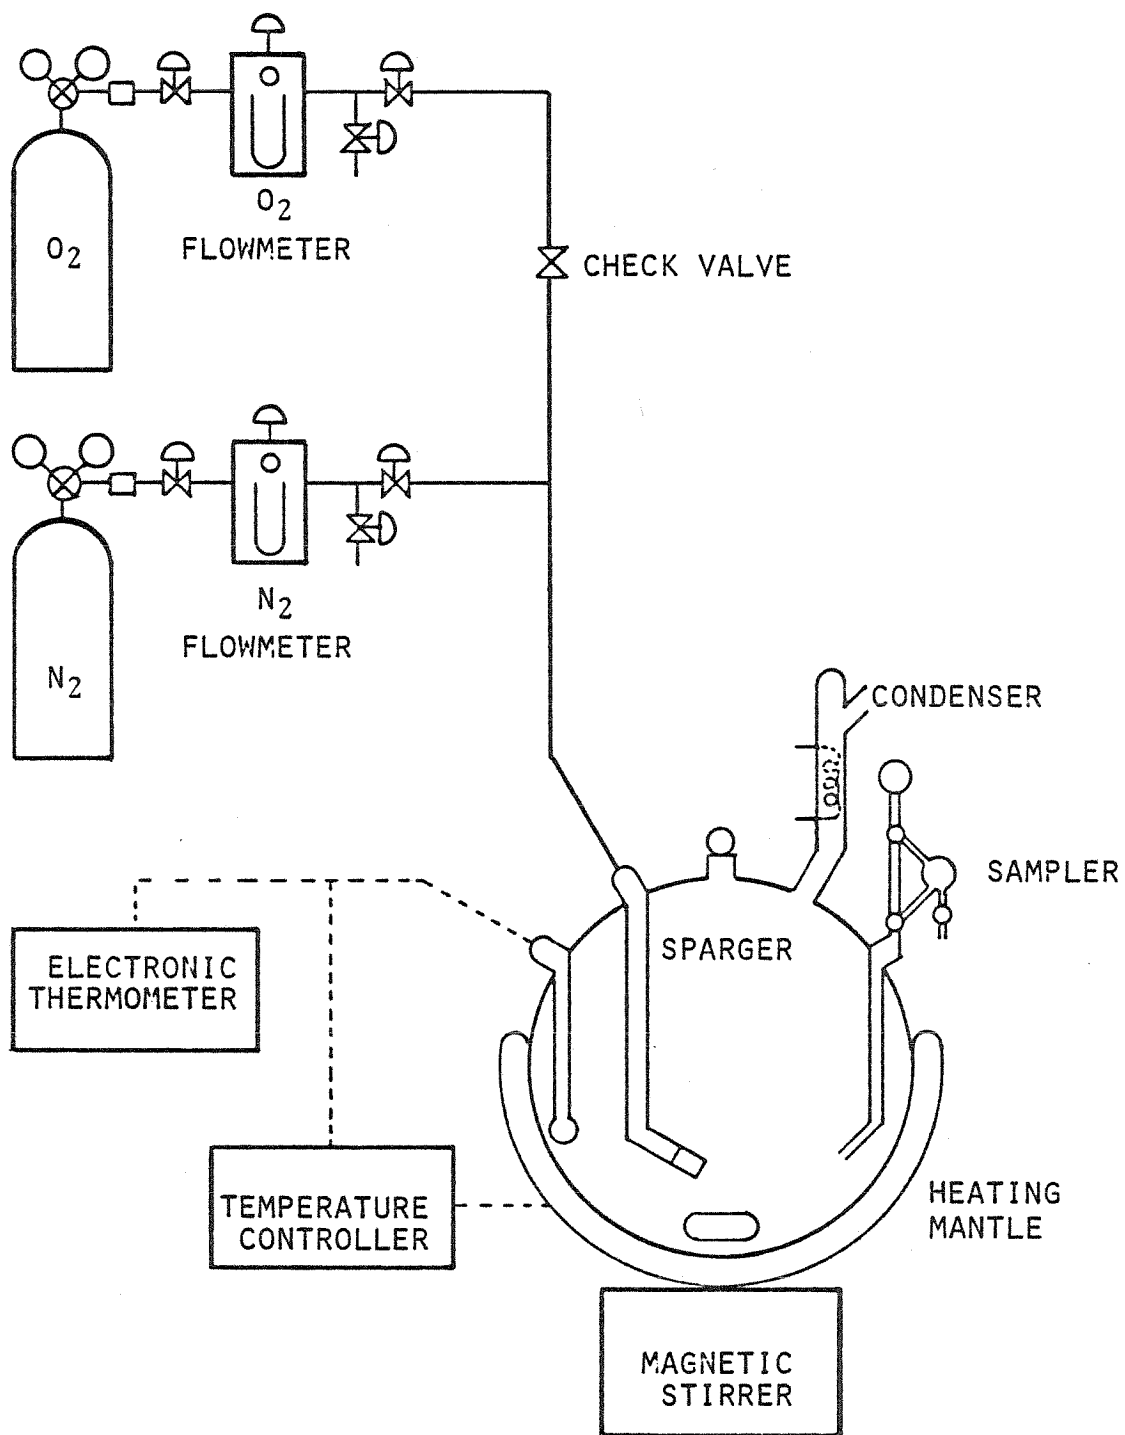 O2
O2
FLOWMETER
CHECK VALVE
N2
N2
FLOWMETER
CONDENSER
SAMPLER
SPARGER
ELECTRONIC
THERMOMETER
TEMPERATURE
CONTROLLER
HEATING
MANTLE
MAGNETIC
STIRRER